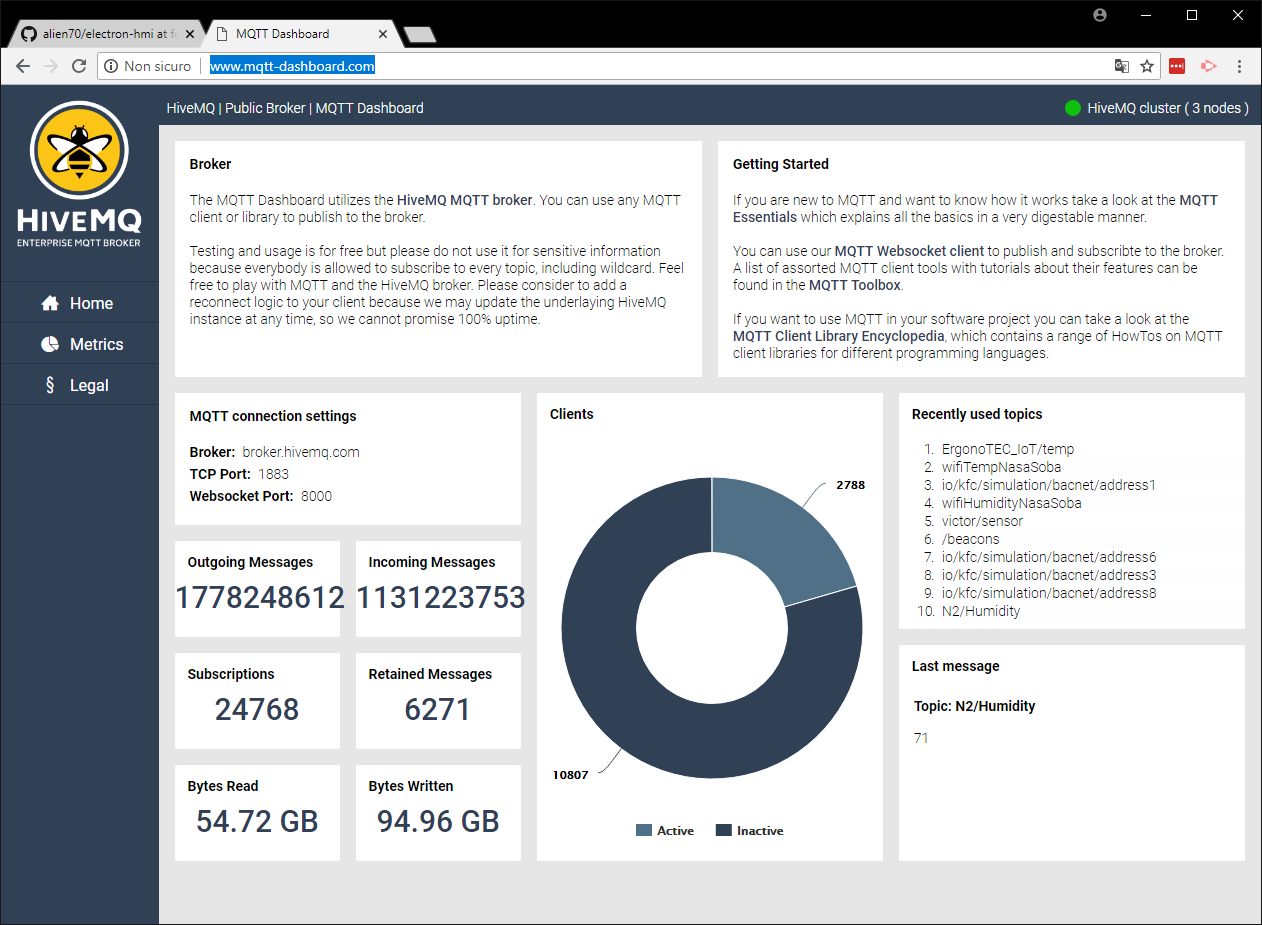 alien70/electron-hmi at fe
MQTT Dashboard
Non sicuro
www.mqtt-dashboard.com
HiveMQ | Public Broker | MQTT Dashboard
HiveMQ cluster ( 3 nodes )
HIVEMQ
ENTERPRISE MQTT BROKER
Home
Metrics
§ Legal
Broker
The MQTT Dashboard utilizes the HiveMQ MQTT broker. You can use any MQTT
client or library to publish to the broker.
Testing and usage is for free but please do not use it for sensitive information
because everybody is allowed to subscribe to every topic, including wildcard. Feel
free to play with MQTT and the HiveMQ broker. Please consider to add a
reconnect logic to your client because we may update the underlaying HiveMQ
instance at any time, so we cannot promise 100% uptime.
Getting Started
If you are new to MQTT and want to know how it works take a look at the MQTT
Essentials which explains all the basics in a very digestable manner.
You can use our MQTT Websocket client to publish and subscribte to the broker.
A list of assorted MQTT client tools with tutorials about their features can be
found in the MQTT Toolbox.
If you want to use MQTT in your software project you can take a look at the
MQTT Client Library Encyclopedia, which contains a range of HowTos on MQTT
client libraries for different programming languages.
MQTT connection settings
Broker: broker.hivemq.com
TCP Port: 1883
Websocket Port: 8000
Outgoing Messages
1778248612
Incoming Messages
1131223753
Subscriptions
24768
Retained Messages
6271
Bytes Read
54.72 GB
Bytes Written
94.96 GB
Clients
2788
10807
Active
Inactive
Recently used topics
1. ErgonoTEC_IoT/temp
2. wifiTempNasaSoba
3. io/kfc/simulation/bacnet/address1
4. wifiHumidityNasaSoba
5. victor/sensor
6. /beacons
7. io/kfc/simulation/bacnet/address6
8. io/kfc/simulation/bacnet/address3
9. io/kfc/simulation/bacnet/address8
10. N2/Humidity
Last message
Topic: N2/Humidity
71